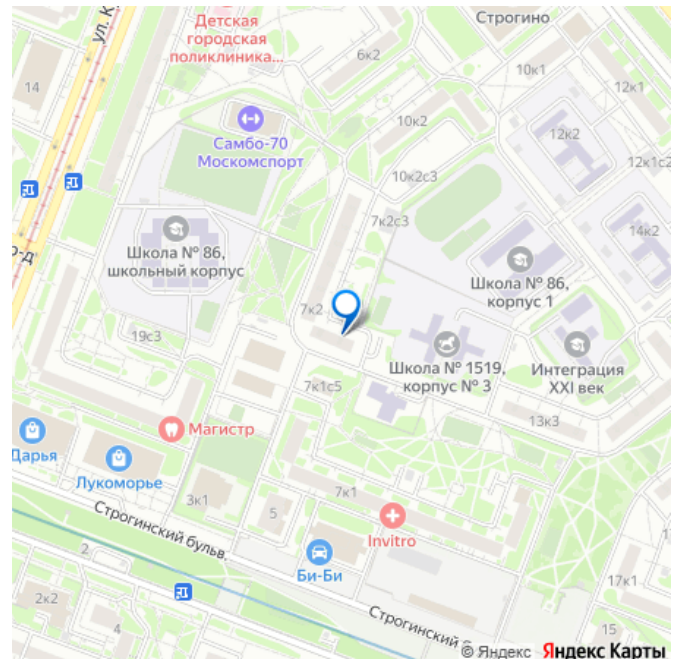 Детская
городская
поликлиника...
Строгино
ул. К
14
6к2
10к1
12к1
Самбо-70
Москомспорт
10к2
12к2
12к1с2
10к2с3
7к2с3
14к2
Школа № 86,
школьный корпус
Школа № 86,
корпус 1
о-д
7к2
19с3
Школа № 1519,
корпус № 3
Интеграция
XXI век
7к1с5
13к3
Магистр
Дарья
Лукоморье
7к1
3к1
5
Invitro
Строгинский бульв.
2
Би-Би
17к1
2к2
4
Строгинский б
15
© Яндекс Яндекс Карты